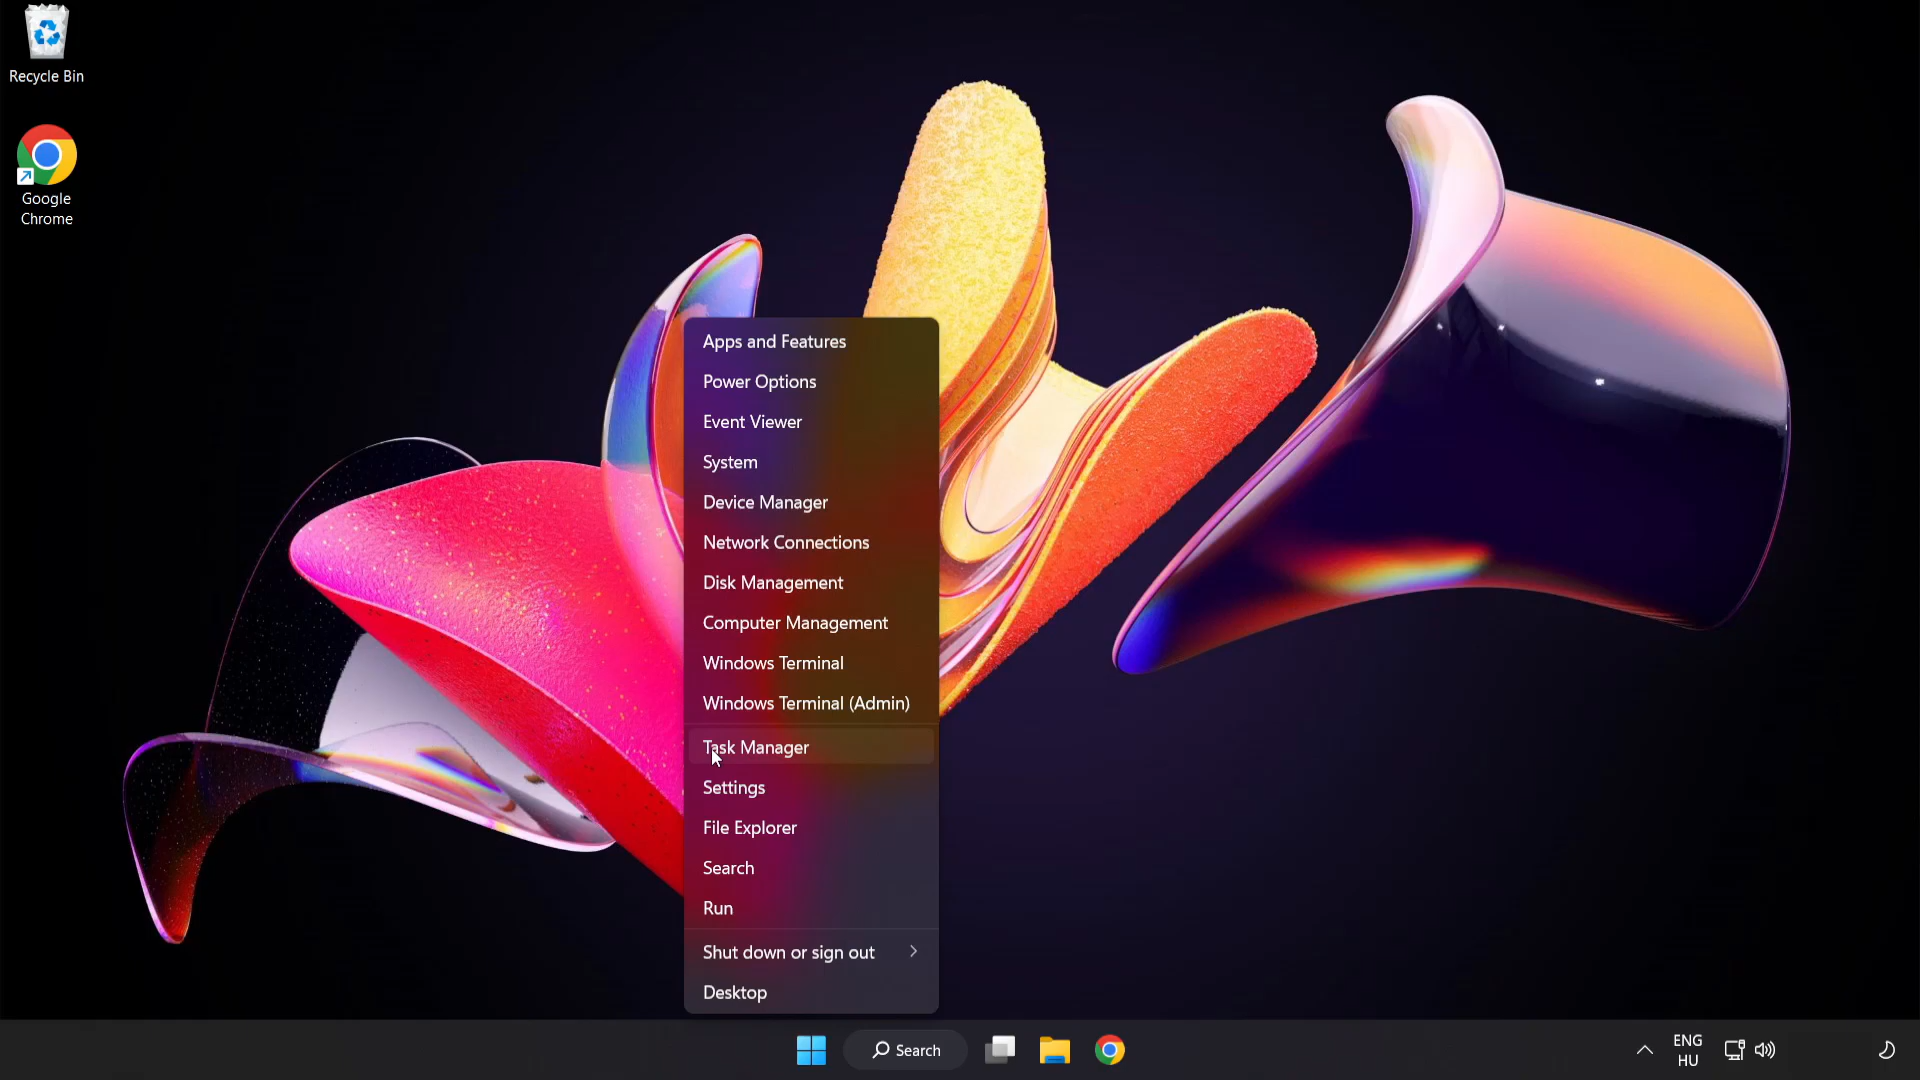 Recycle Bin
Google
Chrome
Apps and Features
Power Options
Event Viewer
System
Device Manager
Network Connections
Disk Management
Computer Management
Windows Terminal
Windows Terminal (Admin)
Task Manager
Settings
File Explorer
Search
Run
Shut down or sign out
Desktop
Search
ENG
HU